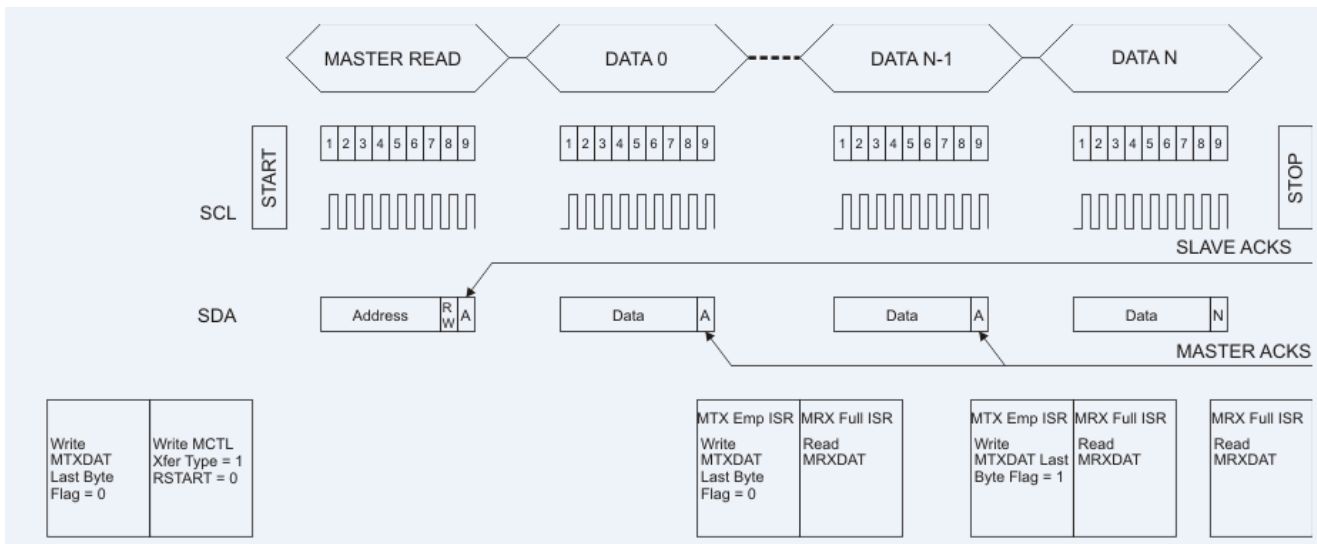 MASTER READ DATA 0 DATA N-1 DATA N
START
1 2 3 4 5 6 7 8 9 1 2 3 4 5 6 7 8 9 1 2 3 4 5 6 7 8 9 1 2 3 4 5 6 7 8 9
STOP
SCL
SLAVE ACKS
SDA
Address
R
W
A
Data A
Data A
Data N
MASTER ACKS
Write
MTXDAT
Last Byte
Flag = 0
Write MCTL
Xfer Type = 1
RSTART = 0
MTX Emp ISR
Write
MTXDAT
Last Byte
Flag = 0
MRX Full ISR
Read
MRXDAT
MTX Emp ISR
Write
MTXDAT Last
Byte Flag = 1
MRX Full ISR
Read
MRXDAT
MRX Full ISR
Read
MRXDAT